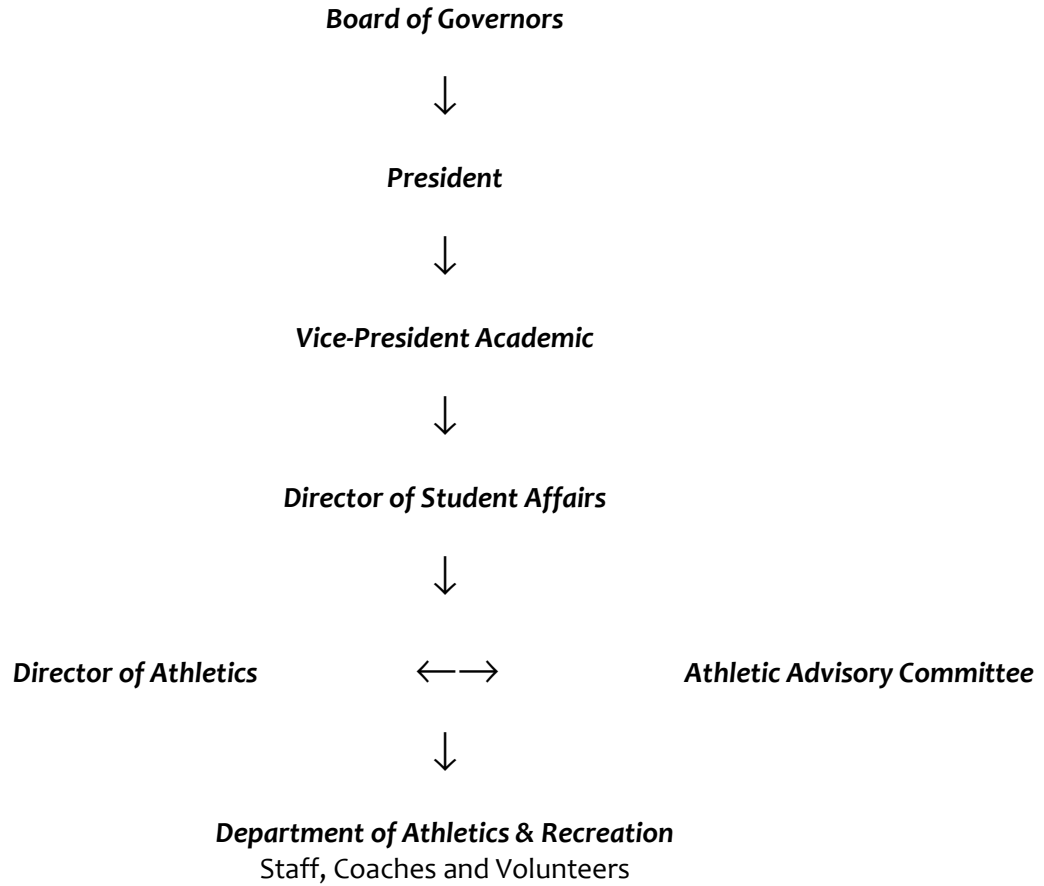 Board of Governors
↓
President
↓
Vice-President Academic
↓
Director of Student Affairs
↓
Director of Athletics ←→ Athletic Advisory Committee
↓
Department of Athletics & Recreation
Staff, Coaches and Volunteers